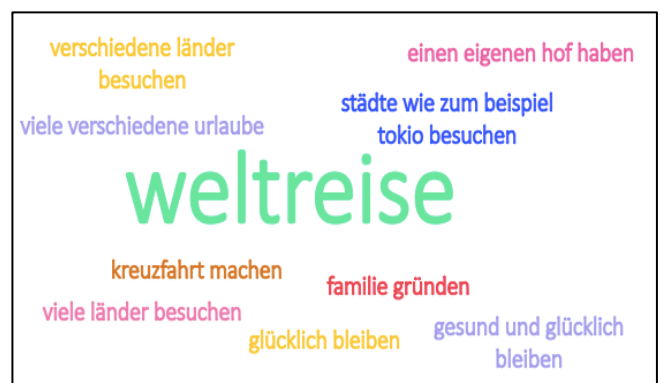 verschiedene länder
besuchen
einen eigenen hof haben
städte wie zum beispiel
tokio besuchen
viele verschiedene urlaube
weltreise
kreuzfahrt machen
familie gründen
viele länder besuchen
glücklich bleiben
gesund und glücklich
bleiben